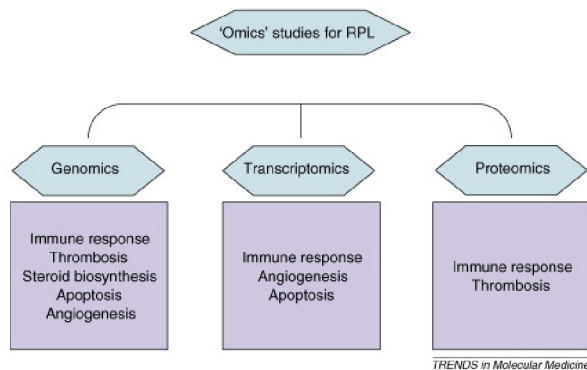 'Omics' studies for RPL
Genomics
Transcriptomics
Proteomics
Immune response
Thrombosis
Steroid biosynthesis
Apoptosis
Angiogenesis
Immune response
Angiogenesis
Apoptosis
Immune response
Thrombosis
TRENDS in Molecular Medicine